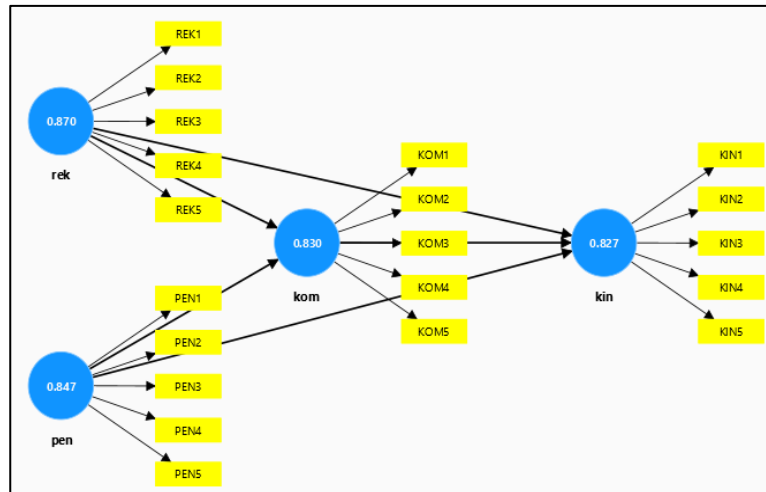 REK1
REK2
REK3
REK4
REK5
0.870
rek
KOM1
KOM2
KOM3
KOM4
KOM5
0.830
kom
KIN1
KIN2
KIN3
KIN4
KIN5
0.827
kin
PEN1
PEN2
PEN3
PEN4
PEN5
0.847
pen